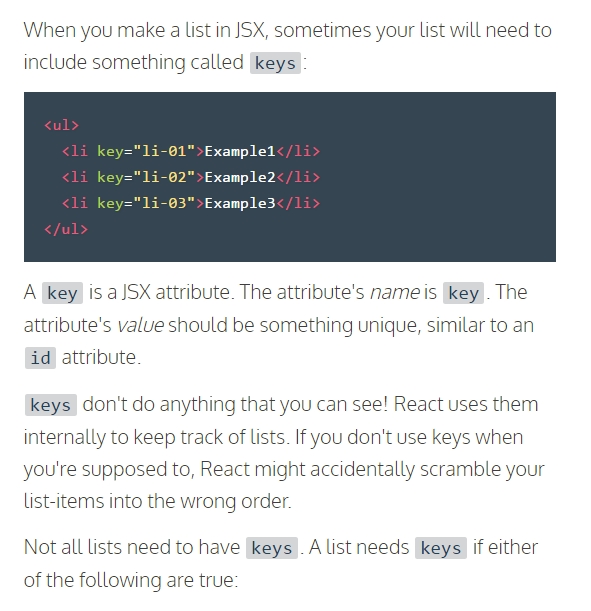 When you make a list in JSX, sometimes your list will need to
include something called keys:
<ul>
  <li key="li-01">Example1</li>
  <li key="li-02">Example2</li>
  <li key="li-03">Example3</li>
</ul>
A key is a JSX attribute. The attribute's name is key. The
attribute's value should be something unique, similar to an
id attribute.
keys don't do anything that you can see! React uses them
internally to keep track of lists. If you don't use keys when
you're supposed to, React might accidentally scramble your
list-items into the wrong order.
Not all lists need to have keys. A list needs keys if either
of the following are true: